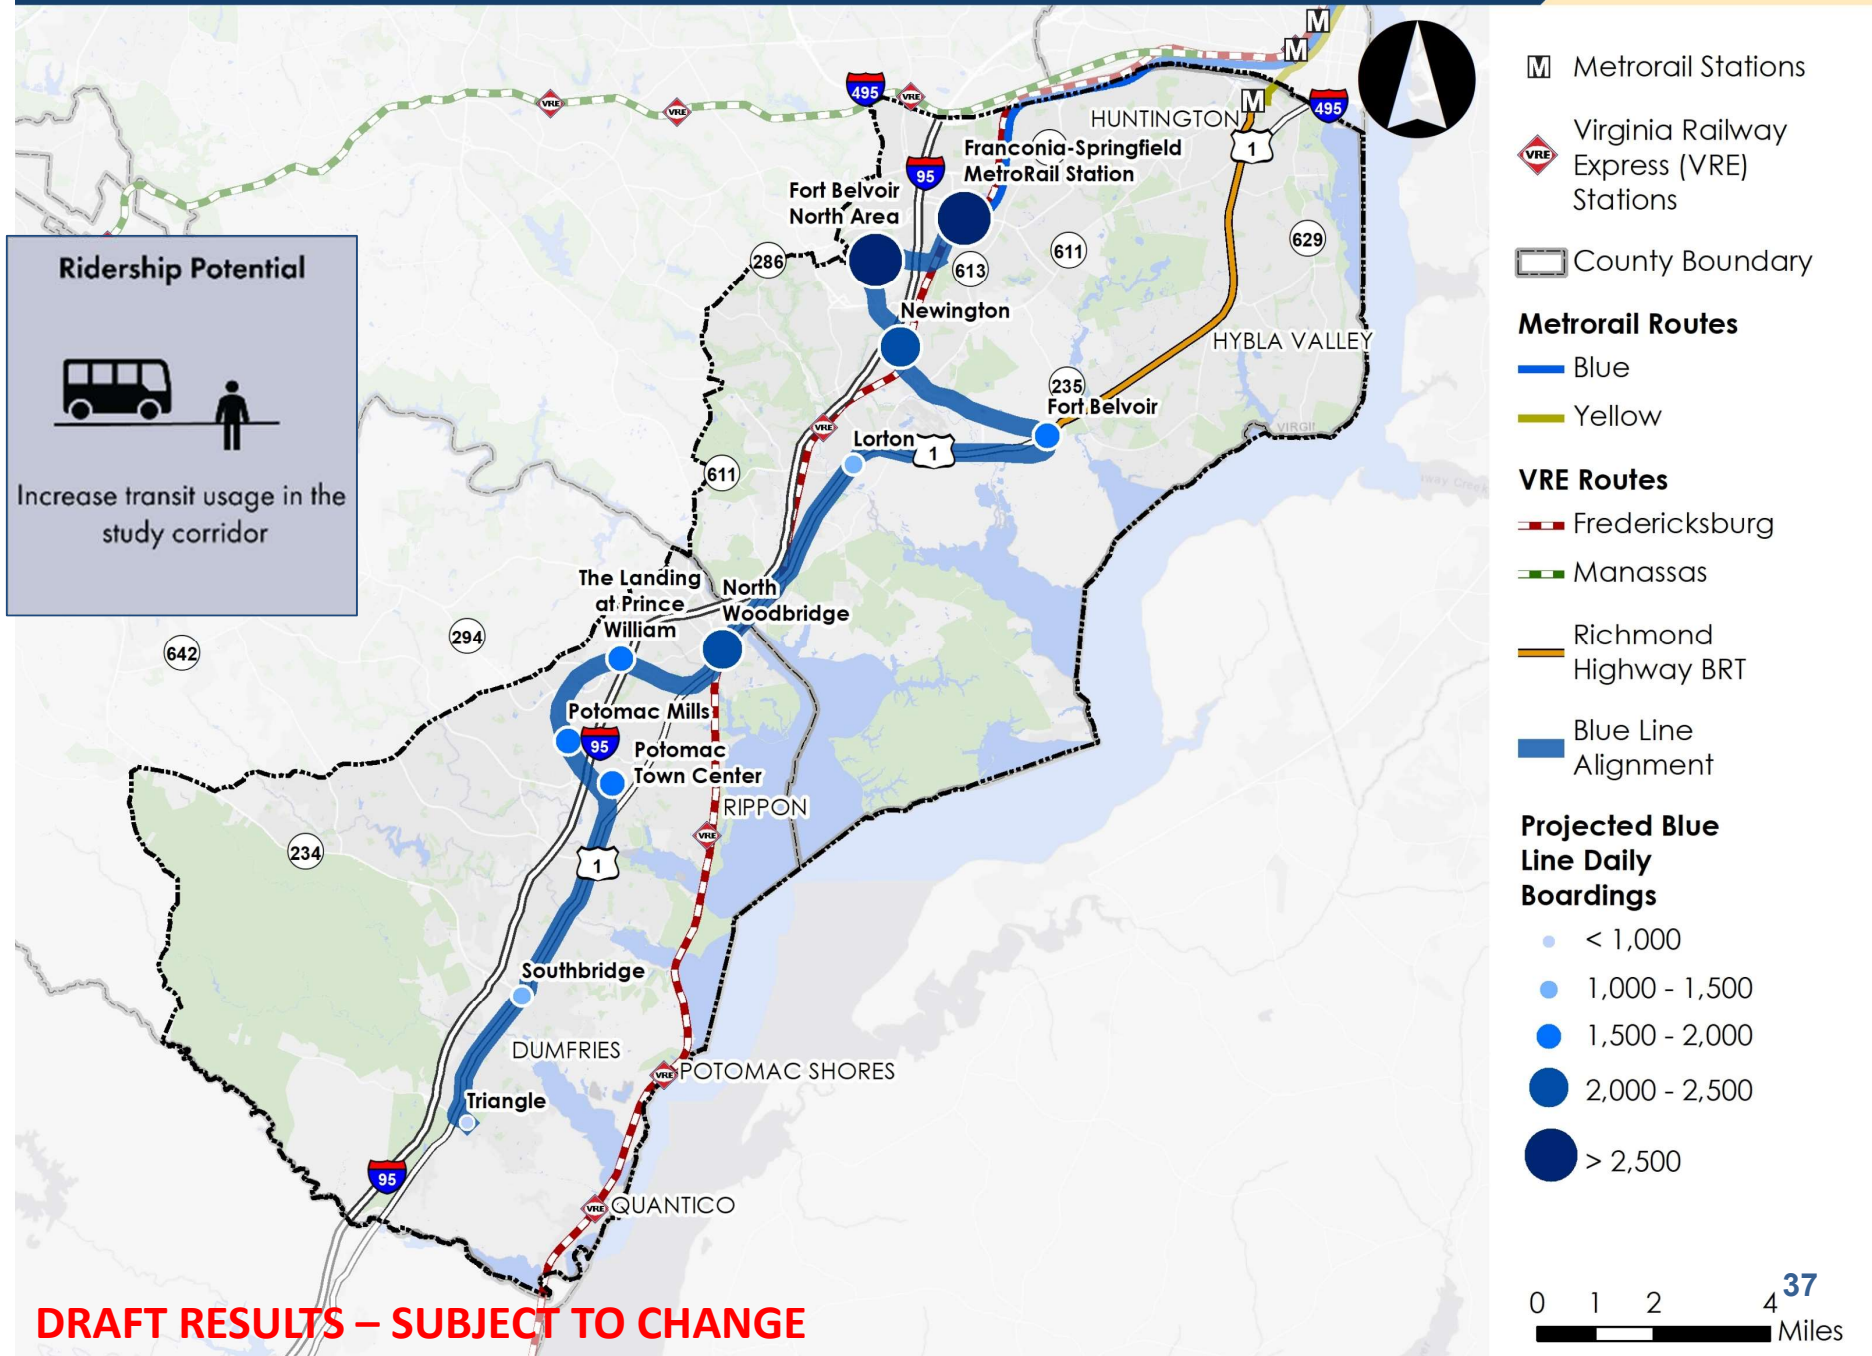 Ridership Potential
Increase transit usage in the
study corridor
M
M
M
495
VRE
VRE
VRE
495
HUNTINGTON
1
Franconia-Springfield
MetroRail Station
95
Fort Belvoir
North Area
286
613
611
629
Newington
HYBLA VALLEY
235
Fort Belvoir
VRE
Lorton
1
611
The Landing
at Prince
William
North
Woodbridge
294
642
Potomac Mills
95
Potomac
Town Center
RIPPON
VRE
234
1
Southbridge
DUMFRIES
VRE
POTOMAC SHORES
Triangle
95
VRE
QUANTICO
DRAFT RESULTS – SUBJECT TO CHANGE
M Metrorail Stations
VRE
Virginia Railway
Express (VRE)
Stations
County Boundary
Metrorail Routes
Blue
Yellow
VRE Routes
Fredericksburg
Manassas
Richmond
Highway BRT
Blue Line
Alignment
Projected Blue
Line Daily
Boardings
< 1,000
1,000 - 1,500
1,500 - 2,000
2,000 - 2,500
> 2,500
37
0 1 2 4
Miles